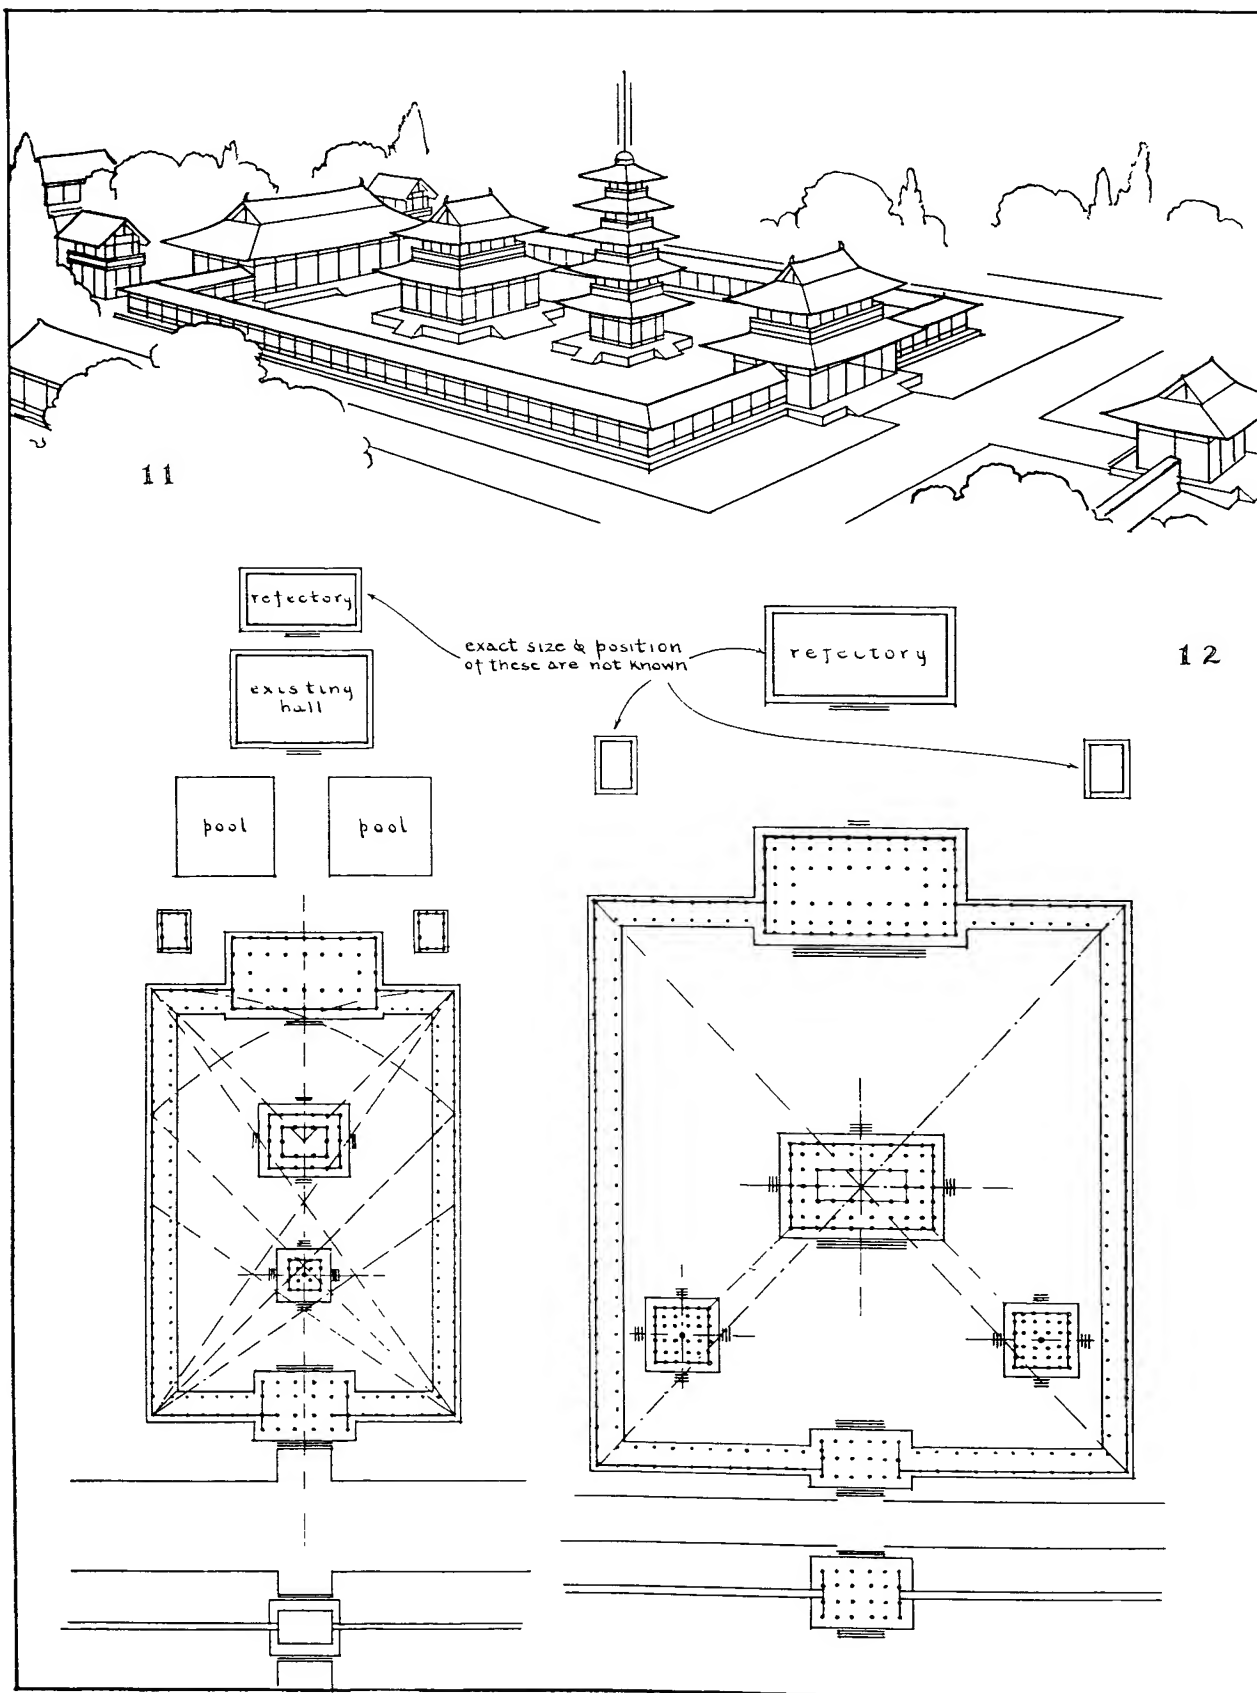 11
refectory
exact size & position
of these are not known
refectory
12
existing
hall
pool
pool